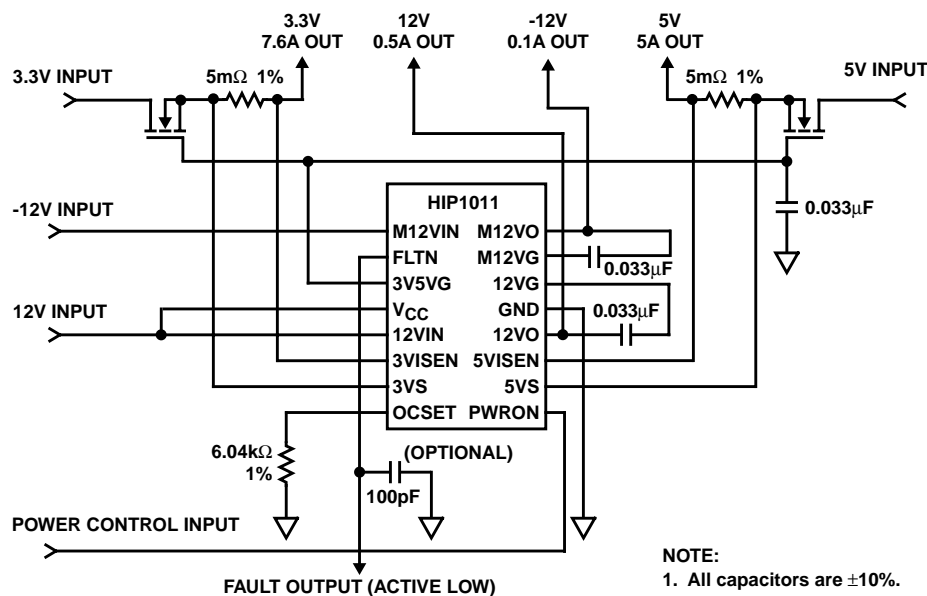 3.3V
7.6A OUT
12V
0.5A OUT
-12V
0.1A OUT
5V
5A OUT
3.3V INPUT
5mΩ 1%
5mΩ 1%
5V INPUT
HIP1011
0.033μF
-12V INPUT
M12VIN
M12VO
FLTN
M12VG
0.033μF
3V5VG
12VG
12V INPUT
VCC
GND
0.033μF
12VIN
12VO
3VISEN
5VISEN
3VS
5VS
OCSET
PWRON
6.04kΩ
1%
(OPTIONAL)
100pF
POWER CONTROL INPUT
FAULT OUTPUT (ACTIVE LOW)
NOTE:
1. All capacitors are ±10%.